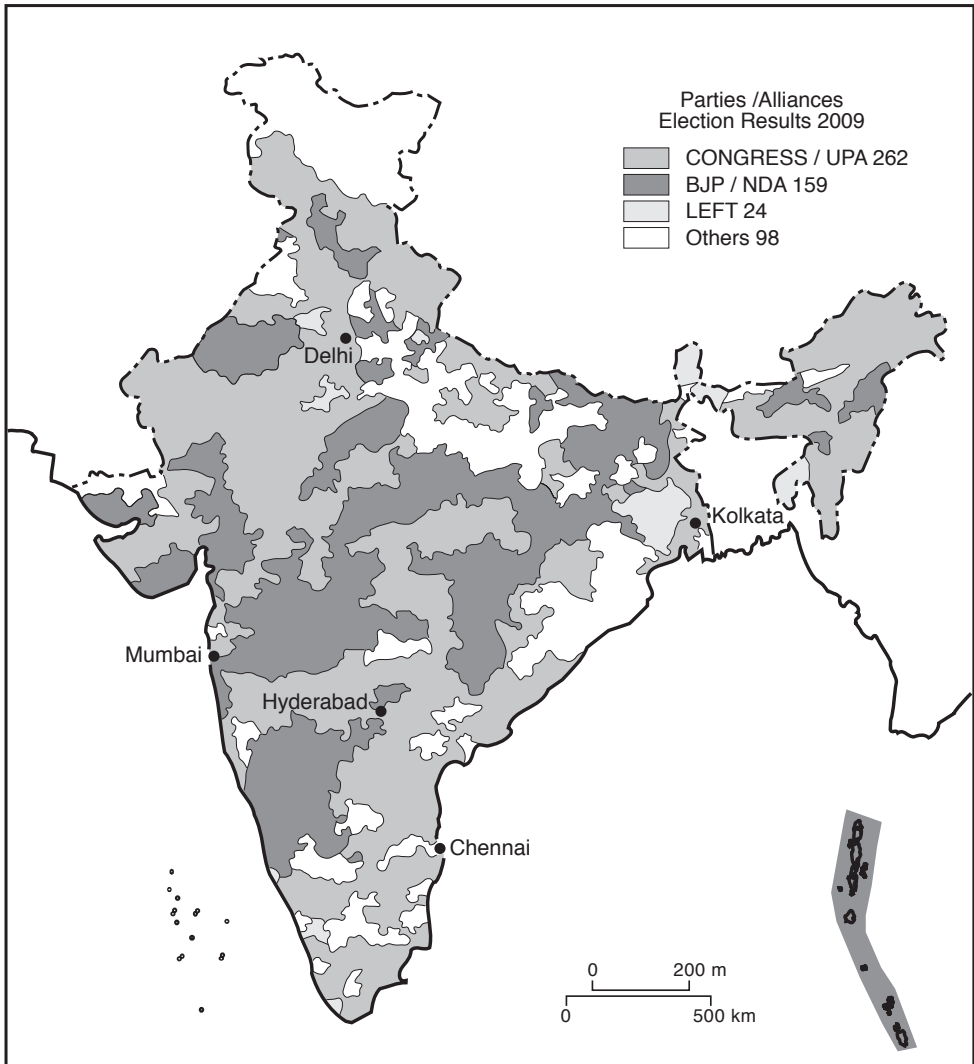 Parties /Alliances
Election Results 2009
CONGRESS / UPA 262
BJP / NDA 159
LEFT 24
Others 98
Delhi
Kolkata
Mumbai
Hyderabad
Chennai
0 200 m
0 500 km